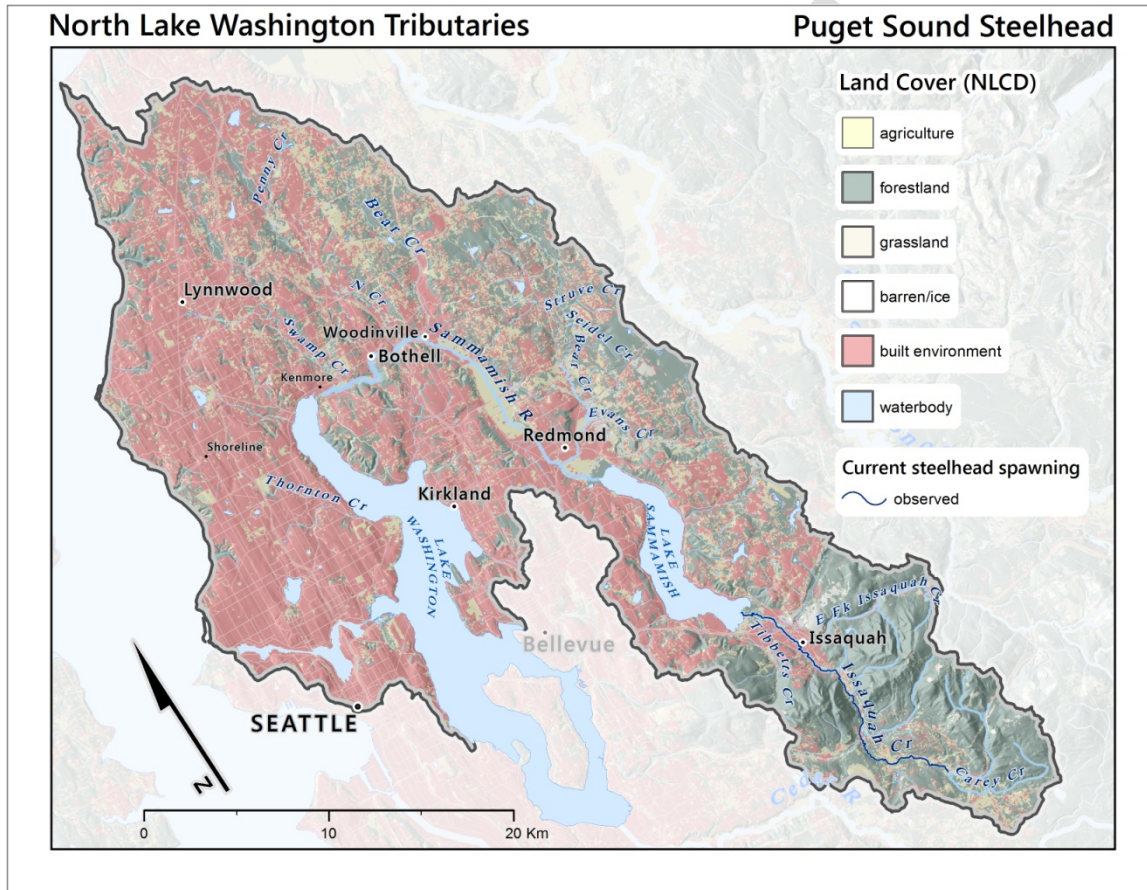 North Lake Washington Tributaries
Puget Sound Steelhead
Land Cover (NLCD)
agriculture
forestland
grassland
barren/ice
built environment
waterbody
Current steelhead spawning
observed
Penny Cr
Bear Cr
Lynnwood
N Cr
Swamp Cr
Woodinville
Bothell
Kenmore
Sammamish R
Struve Cr
Seidel Cr
Bear Cr
Evans Cr
Redmond
Shoreline
Thornton Cr
Kirkland
LAKE
WASHINGTON
LAKE
SAMMAMISH
Bellevue
E Fk Issaquah Cr
Issaquah
Tibbetts Cr
Issaquah Cr
Carey Cr
Cedar R
SEATTLE
N
0
10
20 Km